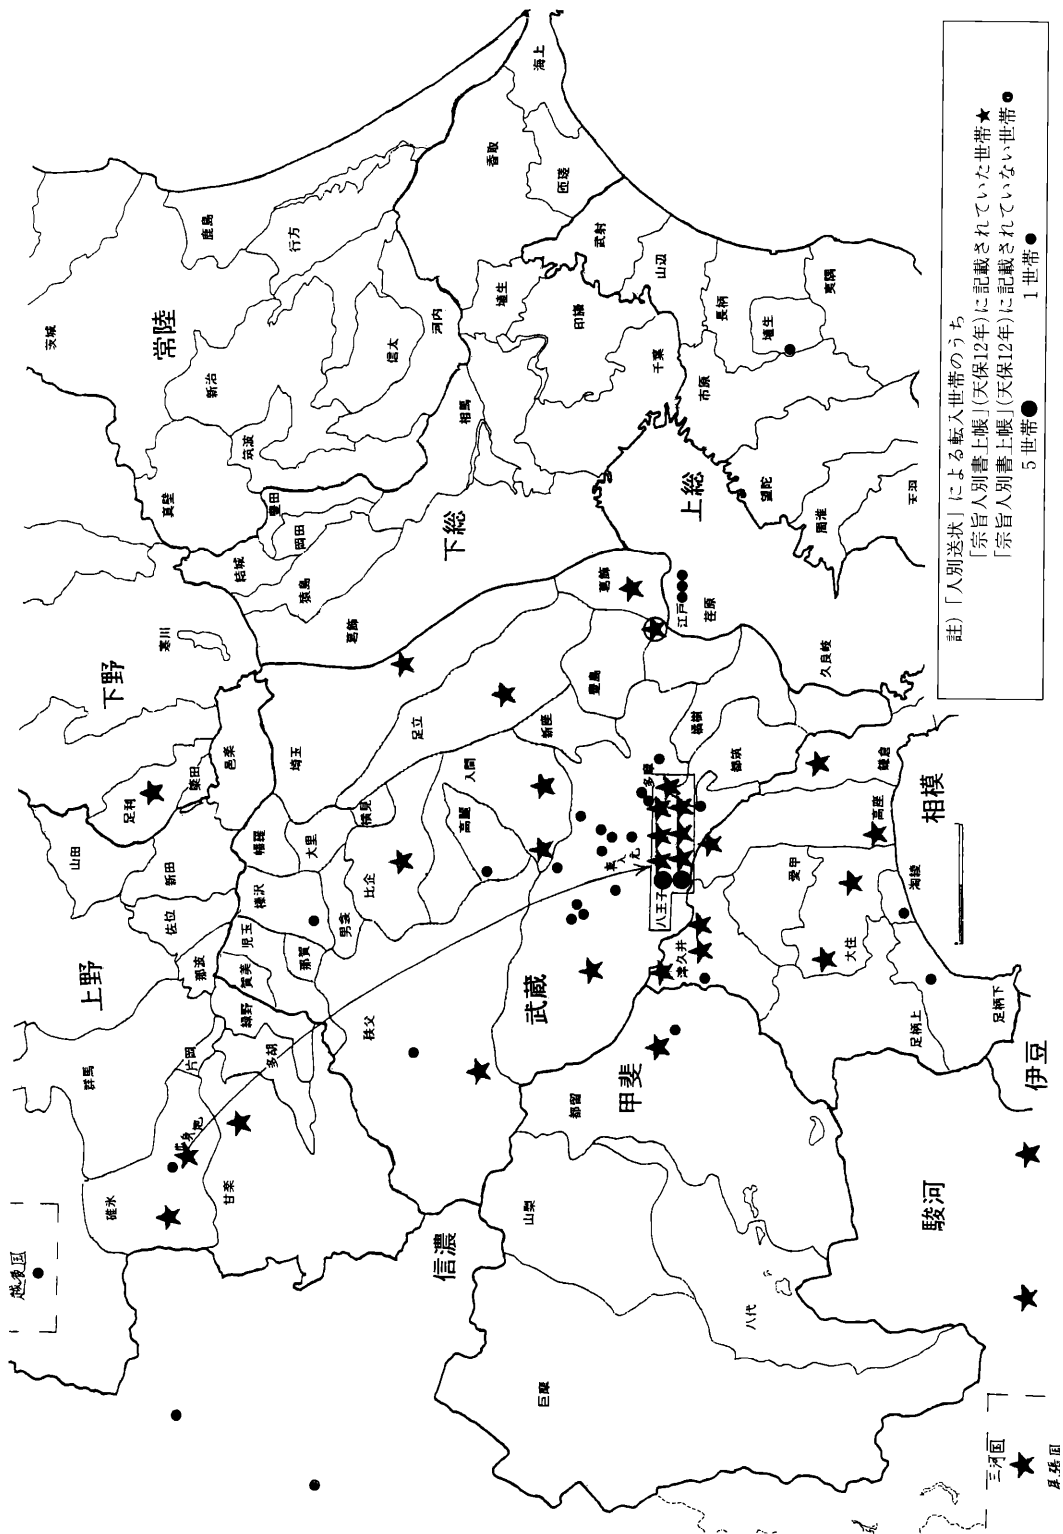 越後国
碓氷
群馬
上野
山田
足利
下野
寒川
真壁
常陸
茨城
鹿島
行方
新治
筑波
信太
河内
豊田
岡田
結城
猿島
葛飾
下総
相馬
香取
海上
匝瑳
武射
山辺
埴生
印旛
千葉
長柄
埴生
夷隅
市原
上総
望陀
周淮
天羽
梁田
邑楽
新田
佐位
那波
片岡
緑野
多胡
甘楽
賀美
児玉
那賀
榛沢
幡羅
大里
男衾
比企
横見
埼玉
足立
入間
高麗
新座
豊島
葛飾
江戸
荏原
秩父
武蔵
多摩
八王子
橘樹
都筑
久良岐
信濃
甲斐
都留
山梨
巨摩
八代
津久井
愛甲
高座
鎌倉
大住
淘綾
足柄上
足柄下
相模
伊豆
駿河
三河国
尾張国
註)「人別送状」による転入世帯のうち
「宗旨人別書上帳」(天保12年)に記載されていた世帯★
「宗旨人別書上帳」(天保12年)に記載されていない世帯●
5世帯● 1世帯●